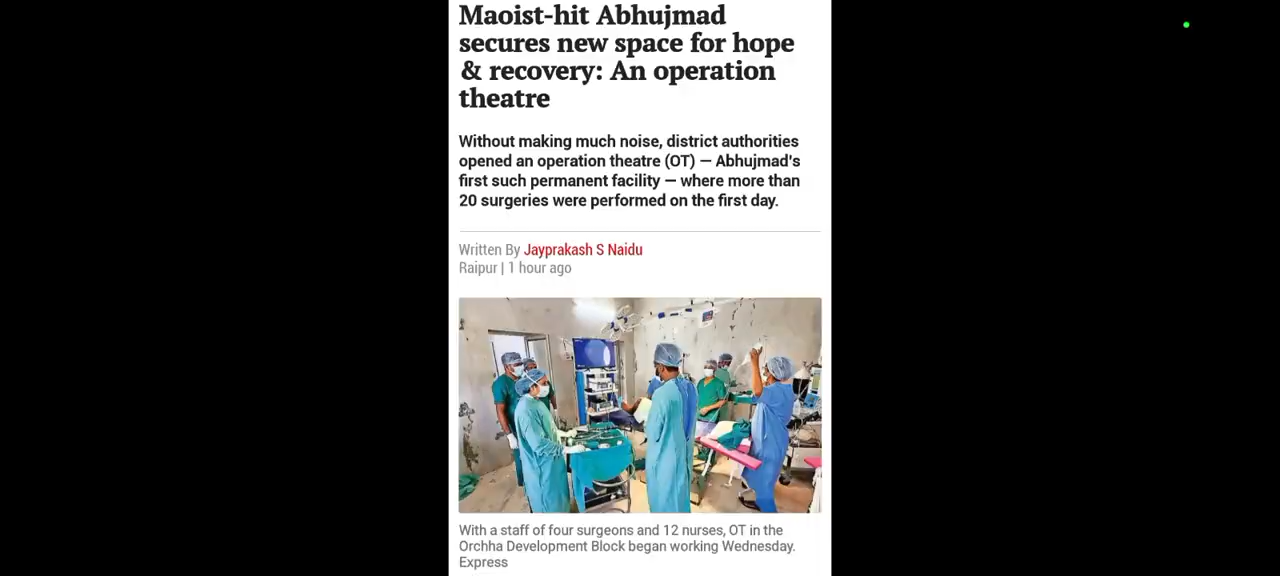 Maoist-hit Abhujmad
secures new space for hope
& recovery: An operation
theatre
Without making much noise, district authorities
opened an operation theatre (OT) — Abhujmad's
first such permanent facility — where more than
20 surgeries were performed on the first day.
Written By Jayprakash S Naidu
Raipur | 1 hour ago
With a staff of four surgeons and 12 nurses, OT in the
Orchha Development Block began working Wednesday.
Express